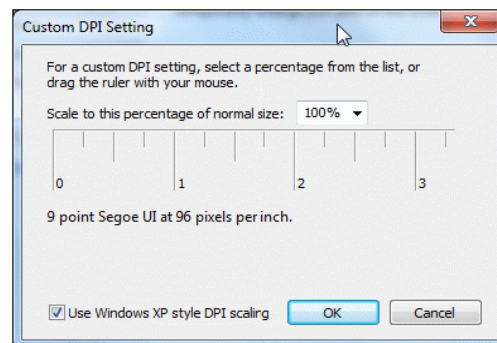 Custom DPI Setting
For a custom DPI setting, select a percentage from the list, or
drag the ruler with your mouse.
Scale to this percentage of normal size: 100%
0 1 2 3
9 point Segoe UI at 96 pixels per inch.
Use Windows XP style DPI scaling OK Cancel